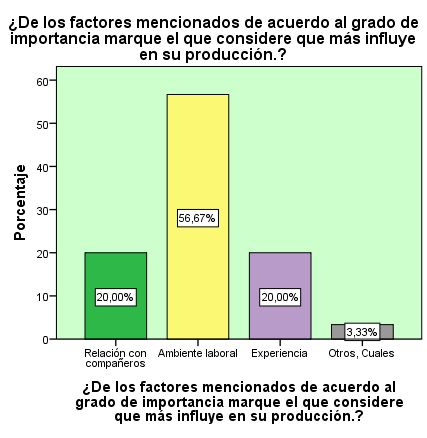 ¿De los factores mencionados de acuerdo al grado de
importancia marque el que considere que más influye
en su producción.?
Porcentaje
60
50
40
30
20
10
0
20,00%
56,67%
20,00%
3,33%
Relación con
compañeros
Ambiente laboral
Experiencia
Otros, Cuales
¿De los factores mencionados de acuerdo al
grado de importancia marque el que considere
que más influye en su producción.?